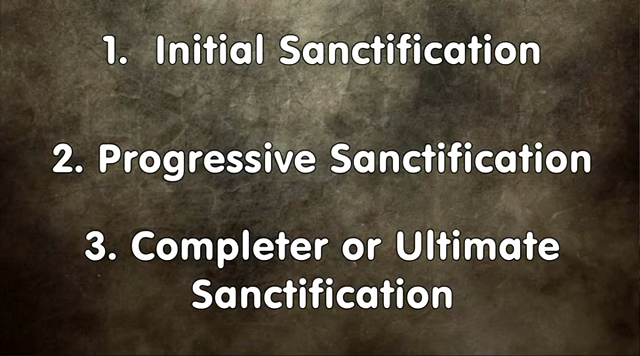 1. Initial Sanctification
2. Progressive Sanctification
3. Completer or Ultimate
Sanctification